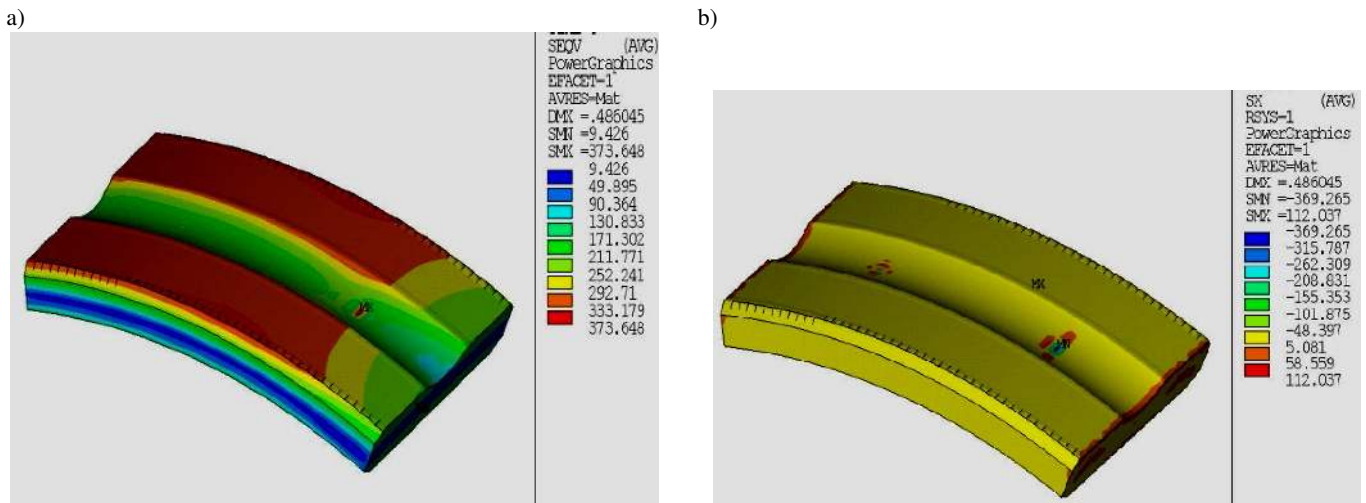 a)
b)
SEQV (AVG)
PowerGraphics
EFACET=1
AVRES=Mat
DMX =.486045
SMN =9.426
SMX =373.648
9.426
49.895
90.364
130.833
171.302
211.771
252.241
292.71
333.179
373.648
SX (AVG)
RSYS=1
PowerGraphics
EFACET=1
AVRES=Mat
DMX =.486045
SMN =-369.265
SMX =112.037
-369.265
-315.787
-262.309
-208.831
-155.353
-101.875
-48.397
5.081
58.559
112.037
MX
MN